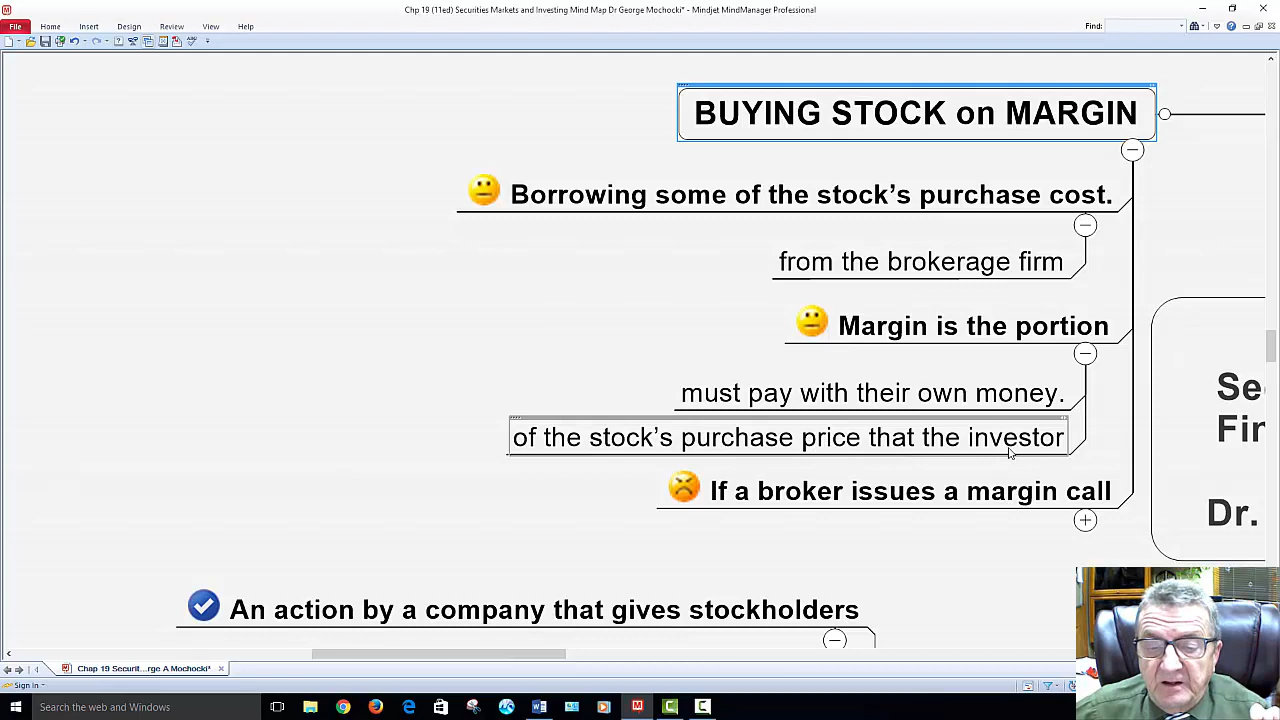 Chp 19 (11ed) Securities Markets and Investing Mind Map Dr George Mochocki* - Mindjet MindManager Professional
File Home Insert Design Review View Help
Find:
BUYING STOCK on MARGIN
Borrowing some of the stock's purchase cost.
from the brokerage firm
Margin is the portion
must pay with their own money.
of the stock's purchase price that the investor
If a broker issues a margin call
Se
Fin
Dr.
An action by a company that gives stockholders
Chap 19 Securit...rge A Mochocki*
Sign in
Search the web and Windows